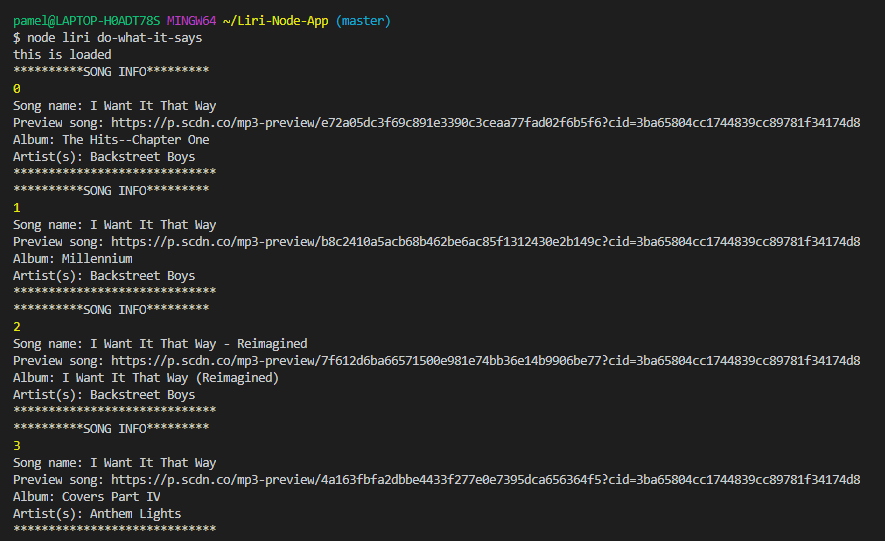 pamel@LAPTOP-H0ADT78S MINGW64 ~/Liri-Node-App (master)
$ node liri do-what-it-says
this is loaded
**********SONG INFO*********
0
Song name: I Want It That Way
Preview song: https://p.scdn.co/mp3-preview/e72a05dc3f69c891e3390c3ceaa77fad02f6b5f6?cid=3ba65804cc1744839cc89781f34174d8
Album: The Hits--Chapter One
Artist(s): Backstreet Boys
*****************************
**********SONG INFO*********
1
Song name: I Want It That Way
Preview song: https://p.scdn.co/mp3-preview/b8c2410a5acb68b462be6ac85f1312430e2b149c?cid=3ba65804cc1744839cc89781f34174d8
Album: Millennium
Artist(s): Backstreet Boys
*****************************
**********SONG INFO*********
2
Song name: I Want It That Way - Reimagined
Preview song: https://p.scdn.co/mp3-preview/7f612d6ba66571500e981e74bb36e14b9906be77?cid=3ba65804cc1744839cc89781f34174d8
Album: I Want It That Way (Reimagined)
Artist(s): Backstreet Boys
*****************************
**********SONG INFO*********
3
Song name: I Want It That Way
Preview song: https://p.scdn.co/mp3-preview/4a163fbfa2dbbe4433f277e0e7395dca656364f5?cid=3ba65804cc1744839cc89781f34174d8
Album: Covers Part IV
Artist(s): Anthem Lights
*****************************